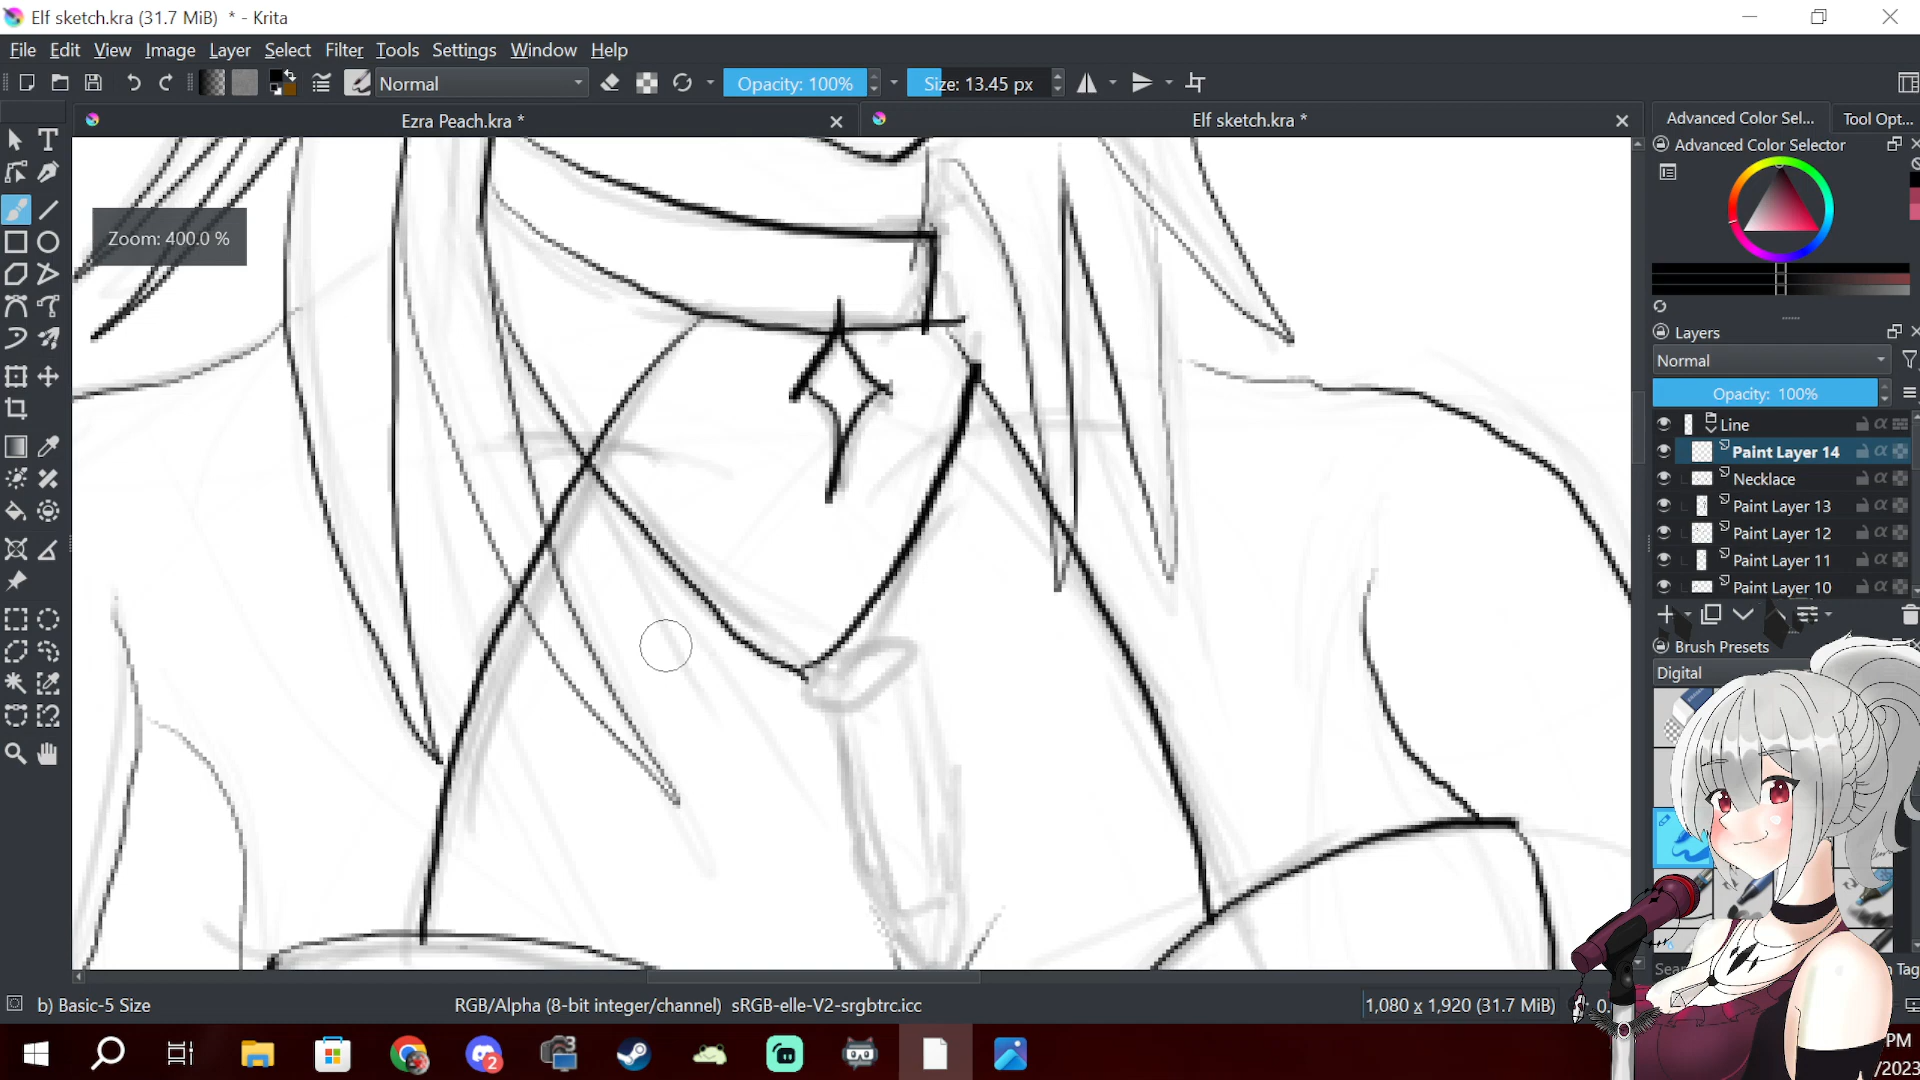 Elf sketch.kra (31.7 MiB) * - Krita
File Edit View Image Layer Select Filter Tools Settings Window Help
Normal
Opacity: 100%
Size: 13.45 px
Ezra Peach.kra *
Elf sketch.kra *
Advanced Color Sel...
Tool Opt...
Advanced Color Selector
Zoom: 400.0 %
Layers
Normal
Opacity: 100%
Line
Paint Layer 14
Necklace
Paint Layer 13
Paint Layer 12
Paint Layer 11
Paint Layer 10
Brush Presets
Digital
Tag
b) Basic-5 Size
RGB/Alpha (8-bit integer/channel) sRGB-elle-V2-srgbtrc.icc
1,080 x 1,920 (31.7 MiB)
3
2
PM
/2023